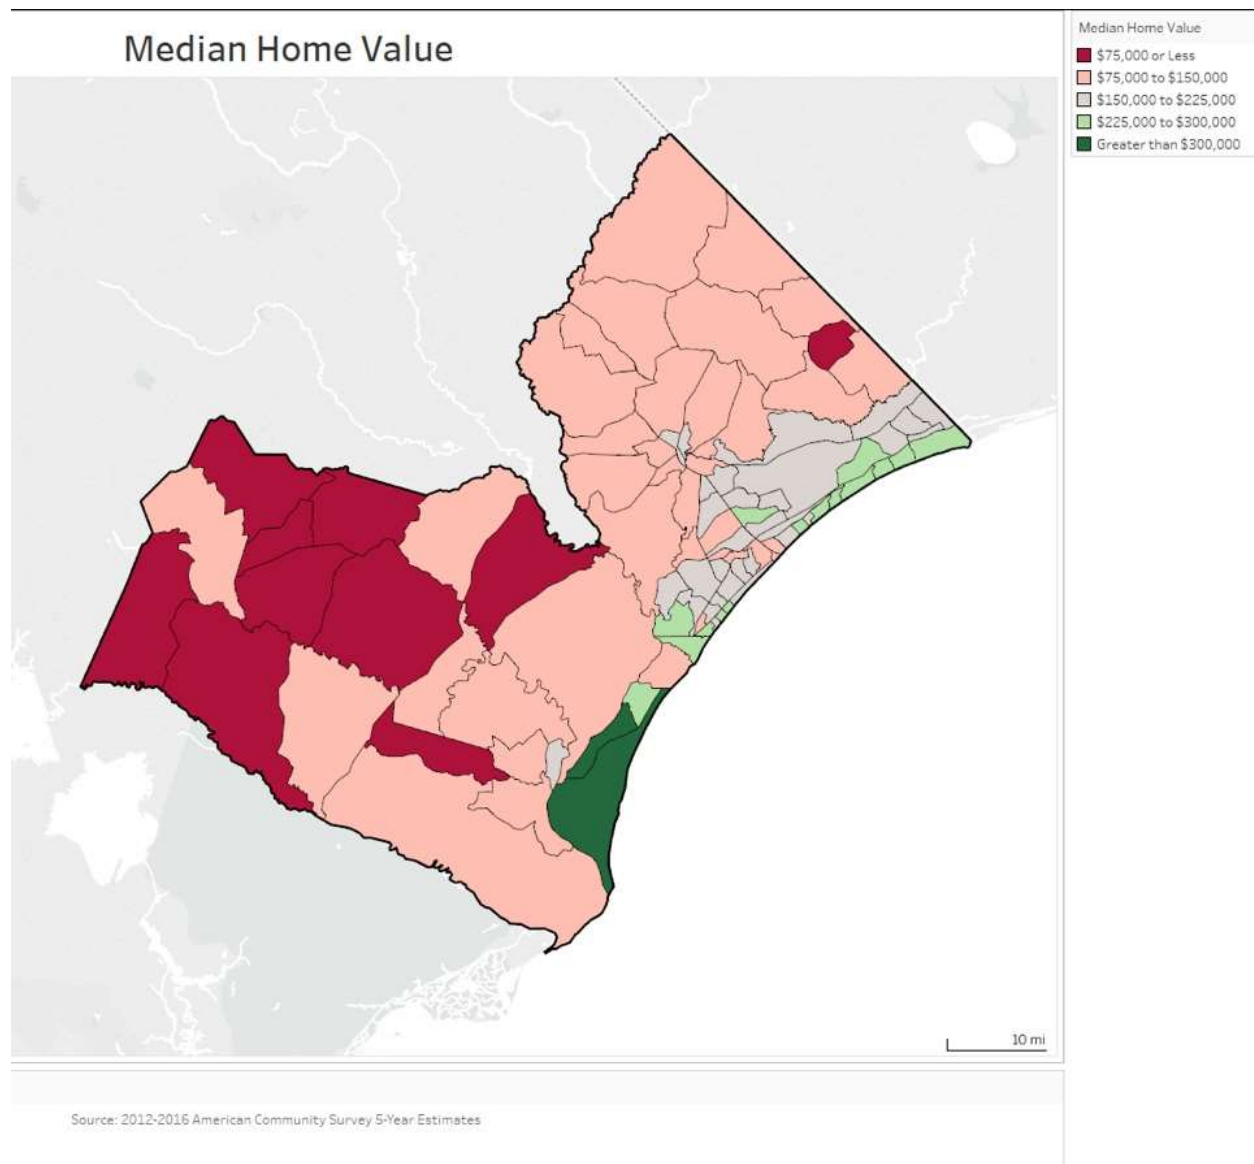 Median Home Value
Median Home Value
$75,000 or Less
$75,000 to $150,000
$150,000 to $225,000
$225,000 to $300,000
Greater than $300,000
10 mi
Source: 2012-2016 American Community Survey 5-Year Estimates